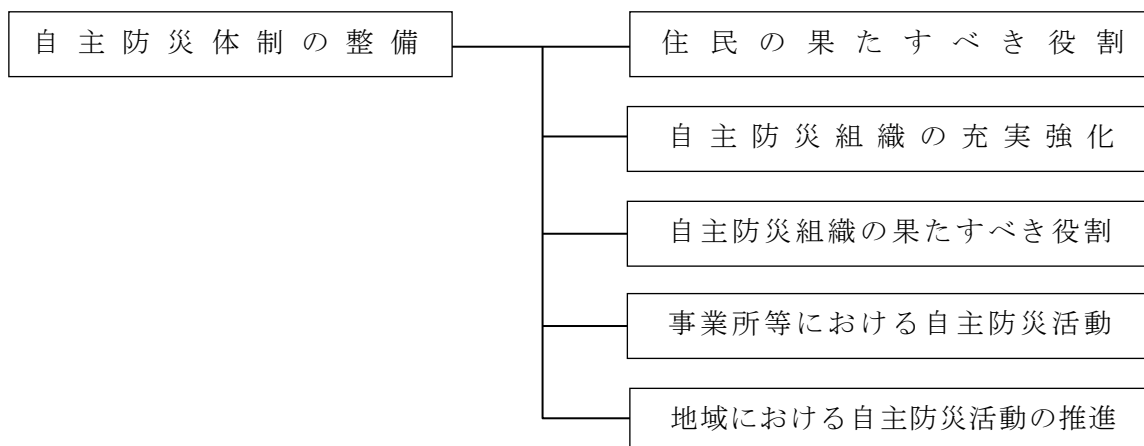 自主防災体制の整備
住民の果たすべき役割
自主防災組織の充実強化
自主防災組織の果たすべき役割
事業所等における自主防災活動
地域における自主防災活動の推進